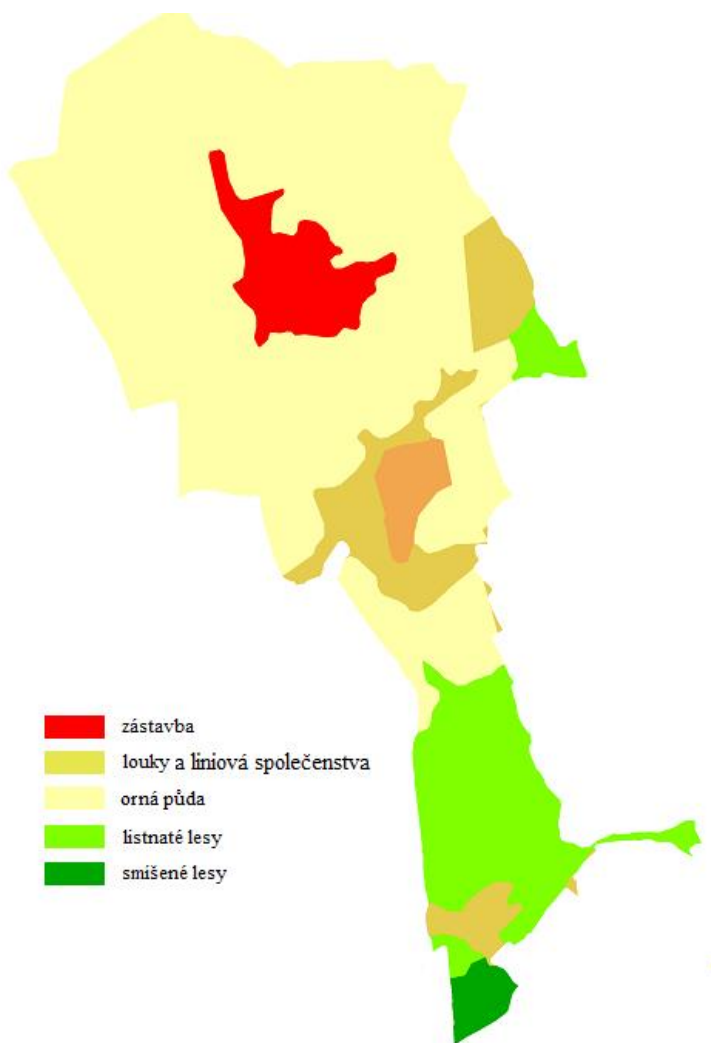 zástavba
louky a liniová společenstva
orná půda
listnaté lesy
smíšené lesy